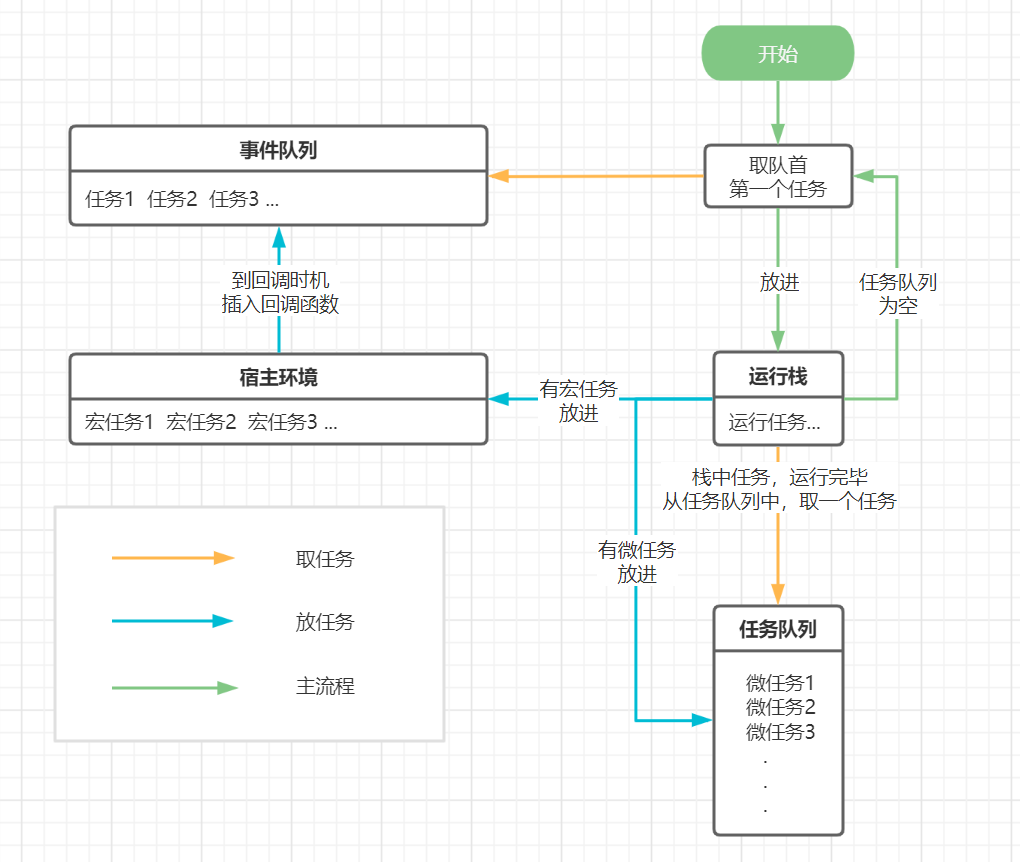 开始
事件队列
任务1 任务2 任务3 ...
取队首
第一个任务
到回调时机
插入回调函数
放进
任务队列
为空
宿主环境
宏任务1 宏任务2 宏任务3 ...
有宏任务
放进
运行栈
运行任务...
栈中任务，运行完毕
从任务队列中，取一个任务
有微任务
放进
取任务
放任务
主流程
任务队列
微任务1
微任务2
微任务3
.
.
.